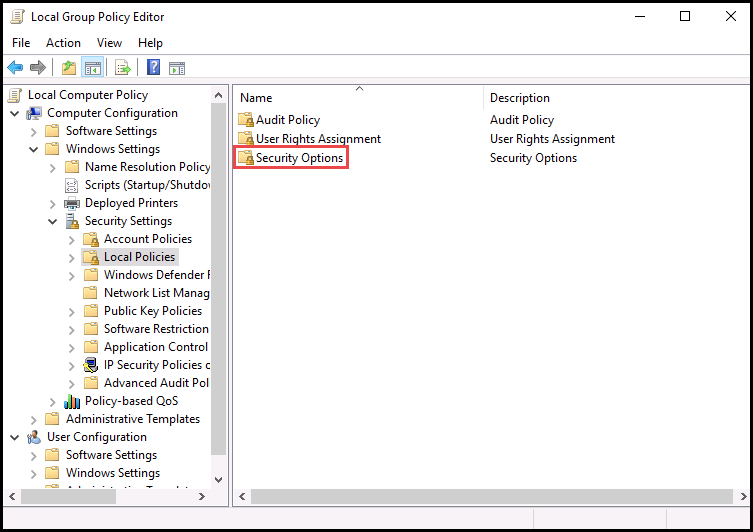 Local Group Policy Editor
File Action View Help
Local Computer Policy
Computer Configuration
Software Settings
Windows Settings
Name Resolution Policy
Scripts (Startup/Shutdow
Deployed Printers
Security Settings
Account Policies
Local Policies
Windows Defender F
Network List Manag
Public Key Policies
Software Restriction
Application Control
IP Security Policies o
Advanced Audit Pol
Policy-based QoS
Administrative Templates
User Configuration
Software Settings
Windows Settings
Name Description
Audit Policy Audit Policy
User Rights Assignment User Rights Assignment
Security Options Security Options